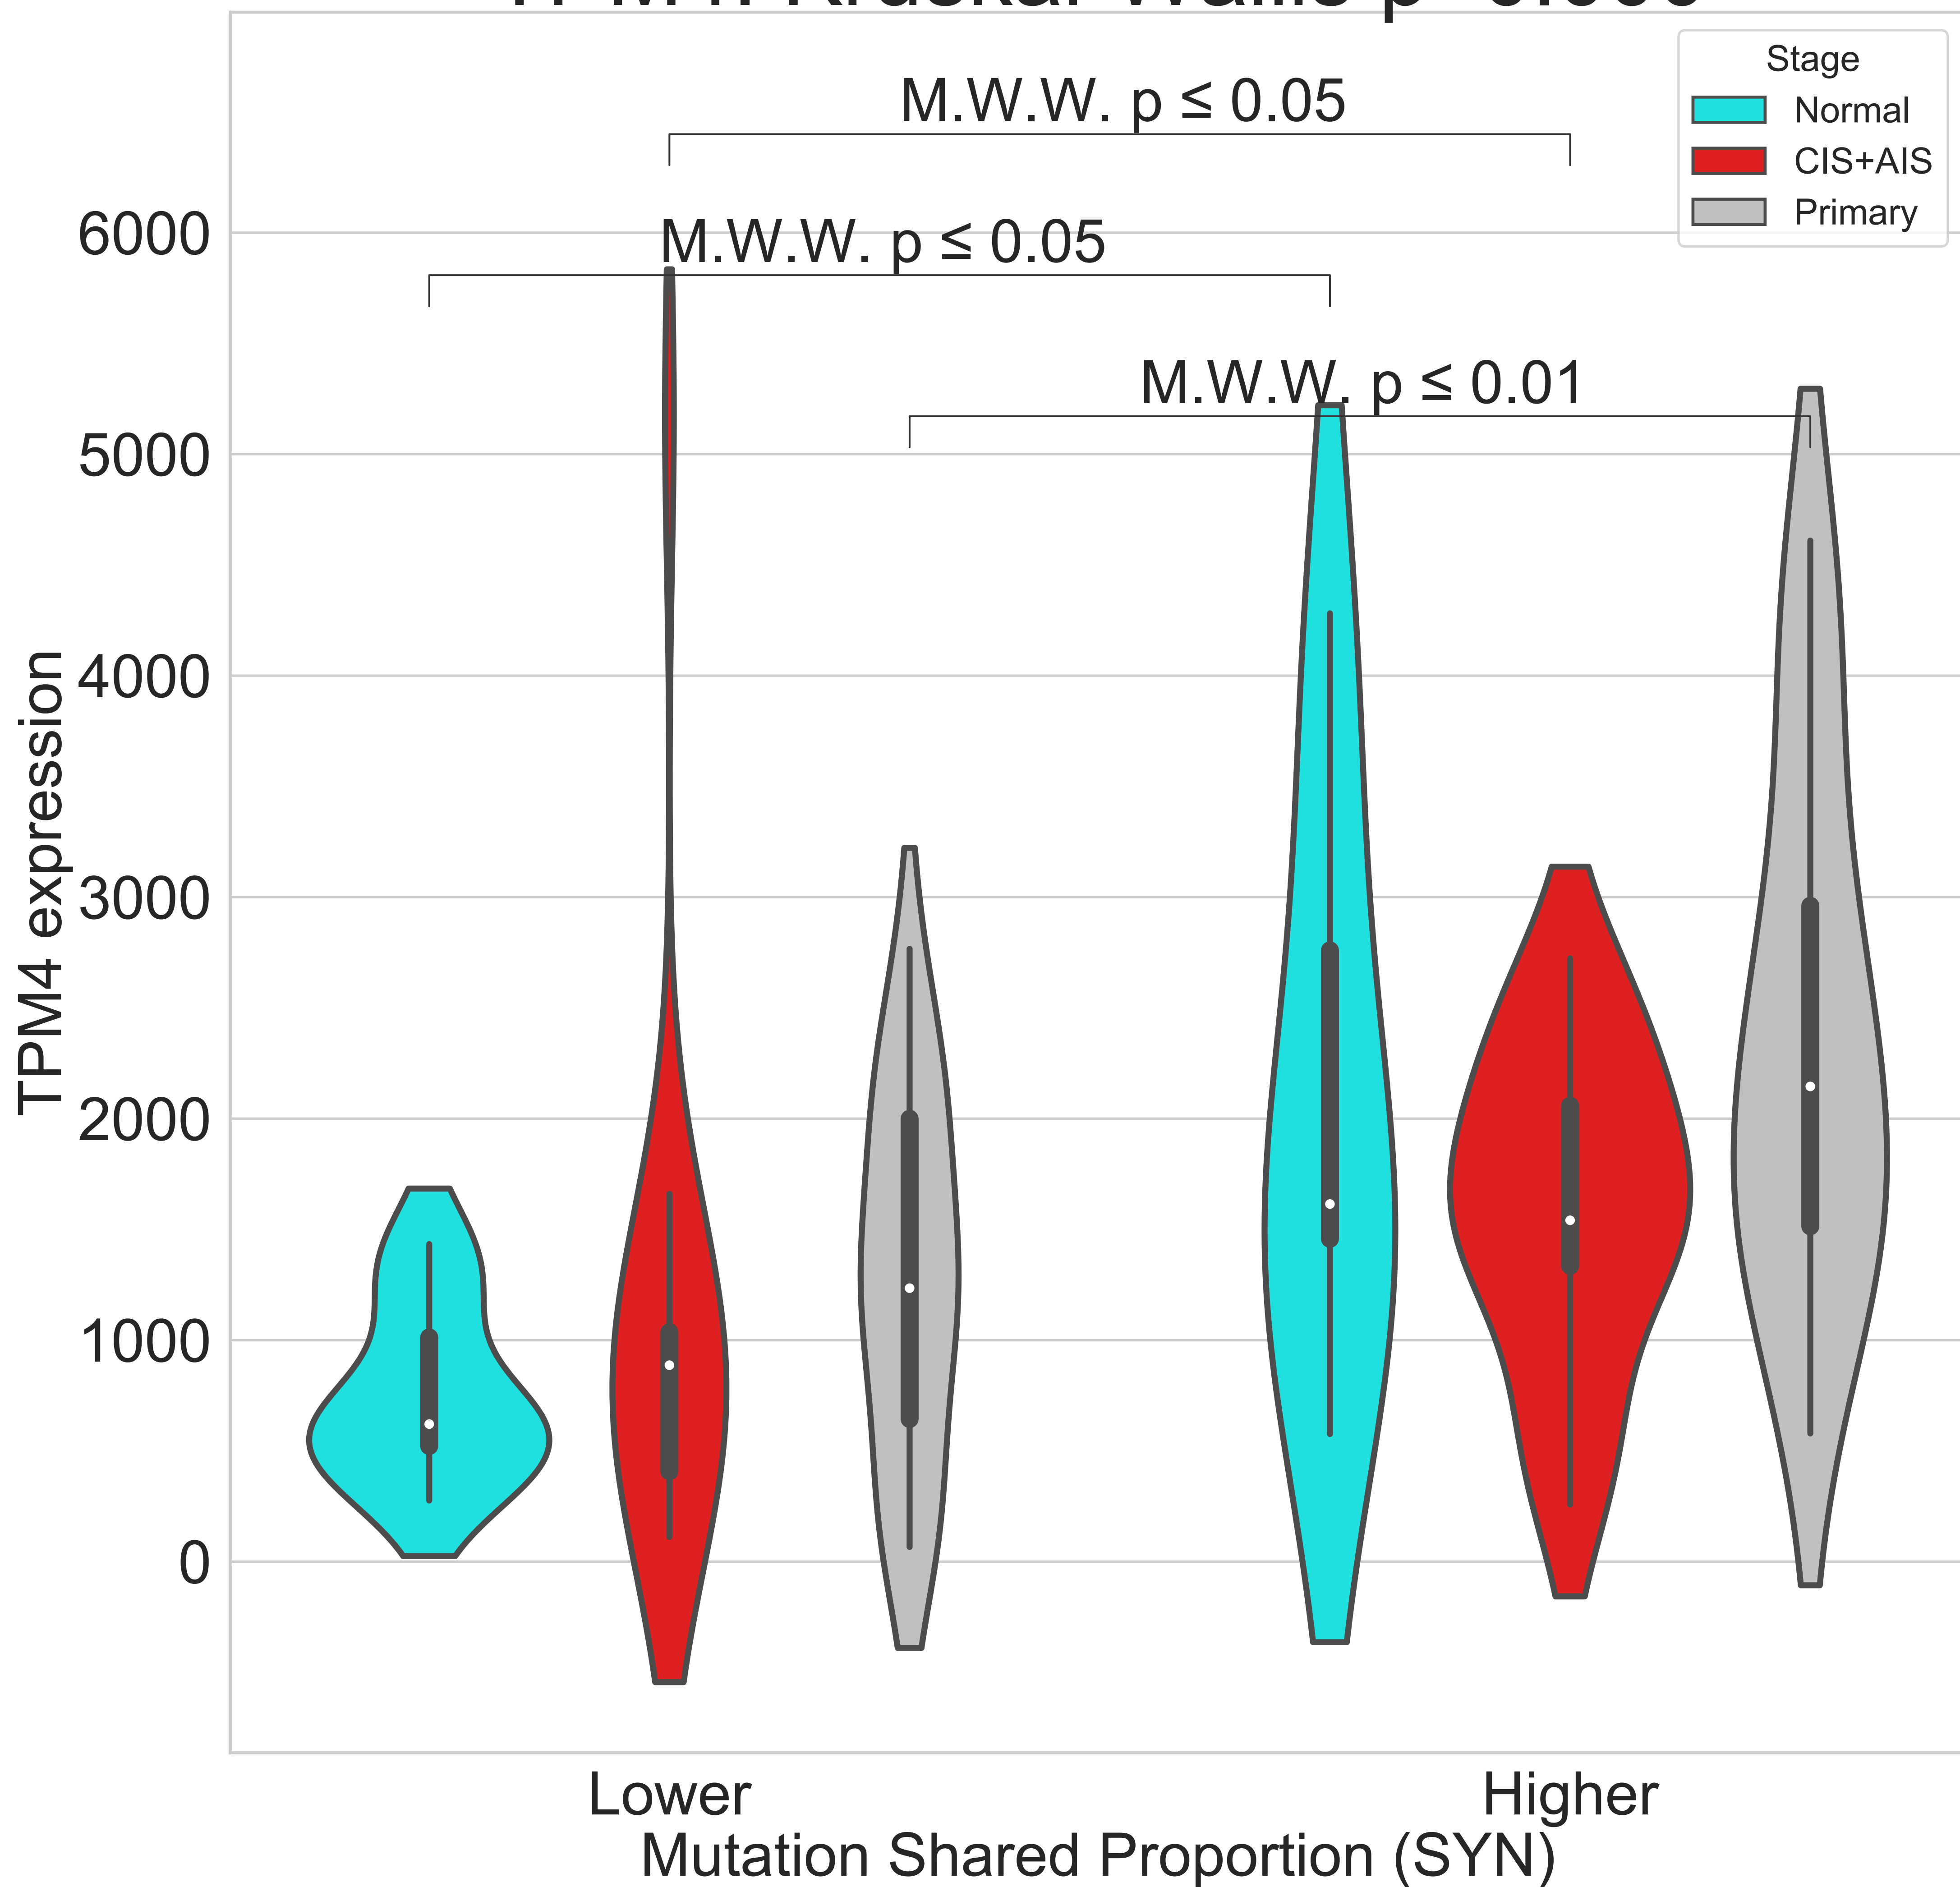 Stage
Normal
CIS+AIS
Primary
M.W.W. p ≤ 0.05
M.W.W. p ≤ 0.05
M.W.W. p ≤ 0.01
6000
5000
4000
3000
2000
1000
0
TPM4 expression
Lower
Higher
Mutation Shared Proportion (SYN)